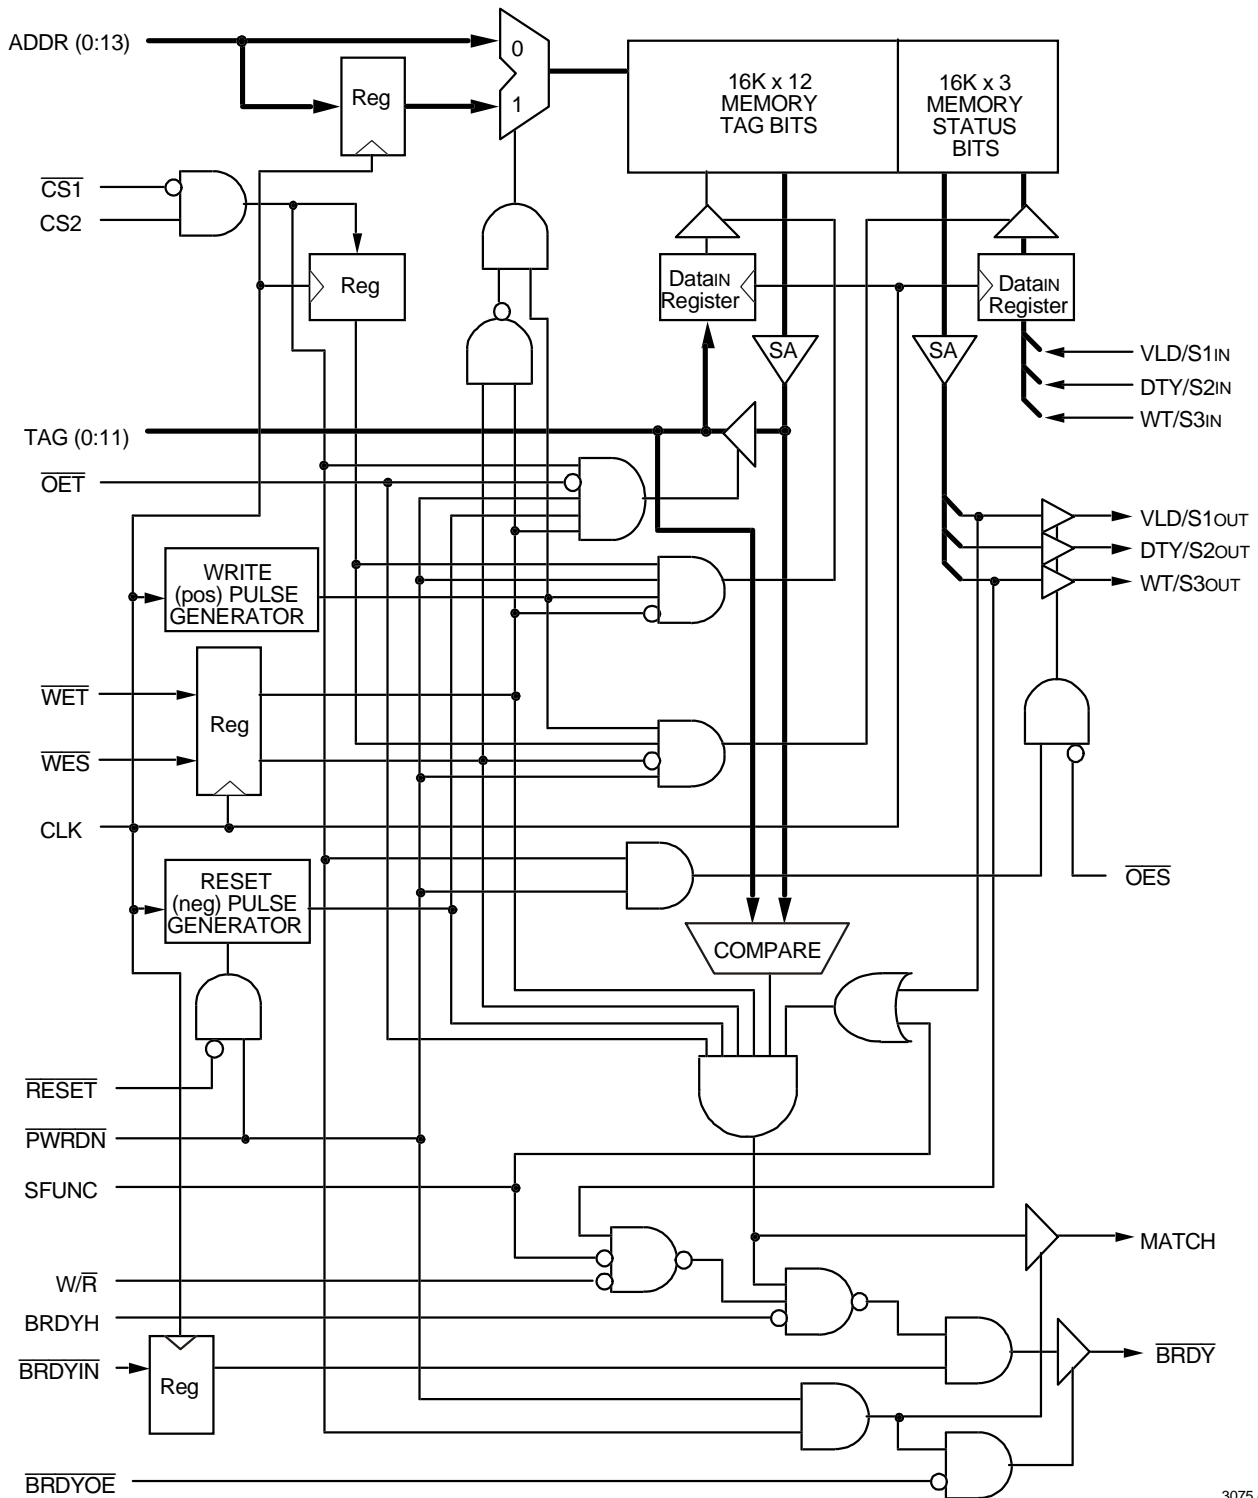 ADDR (0:13)
0
1
Reg
16K x 12
MEMORY
TAG BITS
16K x 3
MEMORY
STATUS
BITS
CS1
CS2
Reg
DataIN
Register
DataIN
Register
SA
SA
VLD/S1IN
DTY/S2IN
WT/S3IN
TAG (0:11)
OET
VLD/S1OUT
DTY/S2OUT
WT/S3OUT
WRITE
(pos) PULSE
GENERATOR
WET
WES
Reg
CLK
RESET
(neg) PULSE
GENERATOR
OES
COMPARE
RESET
PWRDN
SFUNC
W/R
BRDYH
BRDYIN
Reg
MATCH
BRDY
BRDYOE
3075